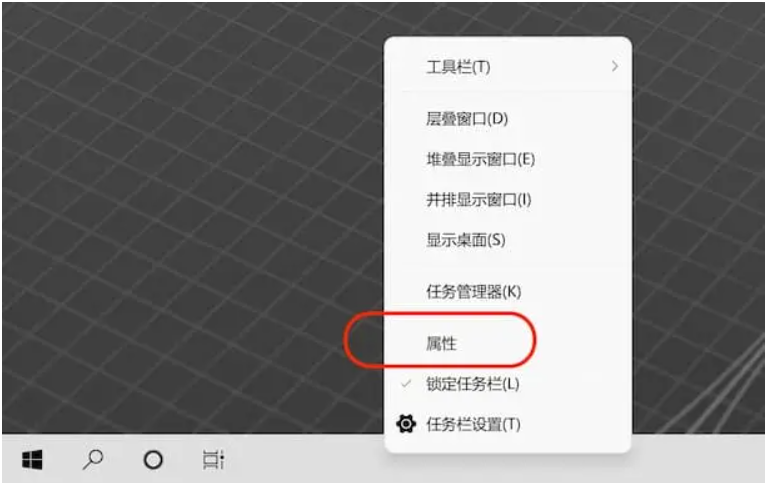 工具栏(T)
层叠窗口(D)
堆叠显示窗口(E)
并排显示窗口(I)
显示桌面(S)
任务管理器(K)
属性
锁定任务栏(L)
任务栏设置(T)